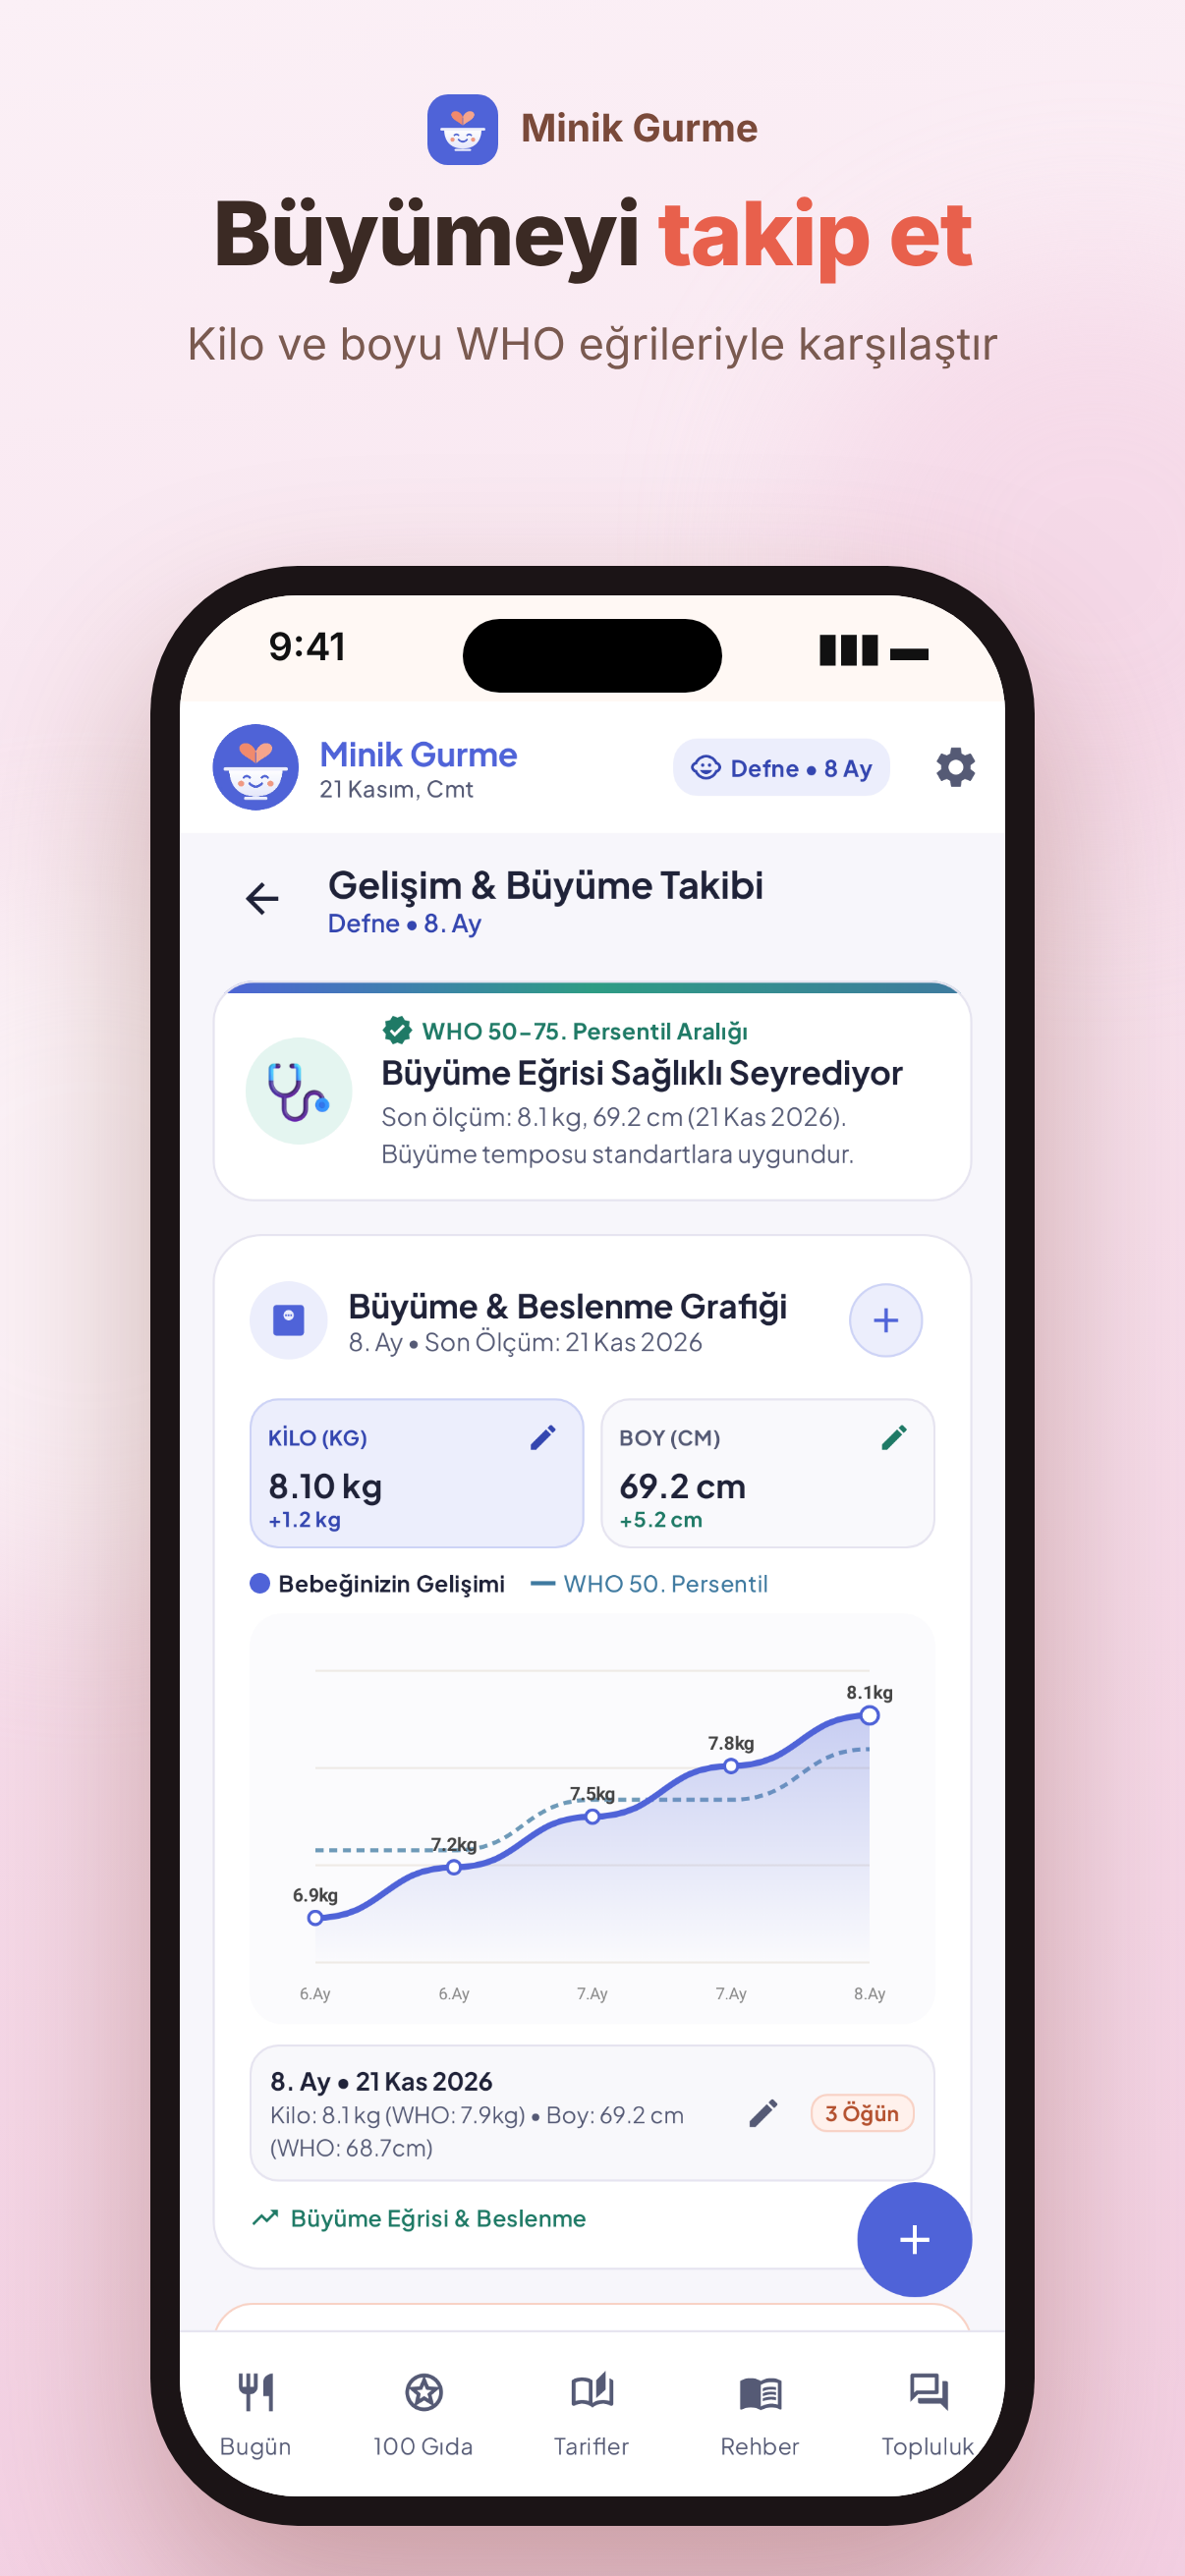 Minik Gurme
Büyümeyi takip et
Kilo ve boyu WHO eğrileriyle karşılaştır
9:41
Minik Gurme
21 Kasım, Cmt
Defne • 8 Ay
Gelişim & Büyüme Takibi
Defne • 8. Ay
WHO 50–75. Persentil Aralığı
Büyüme Eğrisi Sağlıklı Seyrediyor
Son ölçüm: 8.1 kg, 69.2 cm (21 Kas 2026).
Büyüme temposu standartlara uygundur.
Büyüme & Beslenme Grafiği
8. Ay • Son Ölçüm: 21 Kas 2026
KİLO (KG)
8.10 kg
+1.2 kg
BOY (CM)
69.2 cm
+5.2 cm
Bebeğinizin Gelişimi
WHO 50. Persentil
8.1kg
7.8kg
7.5kg
7.2kg
6.9kg
6.Ay
6.Ay
7.Ay
7.Ay
8.Ay
8. Ay • 21 Kas 2026
Kilo: 8.1 kg (WHO: 7.9kg) • Boy: 69.2 cm
(WHO: 68.7cm)
3 Öğün
Büyüme Eğrisi & Beslenme
Bugün
100 Gıda
Tarifler
Rehber
Topluluk